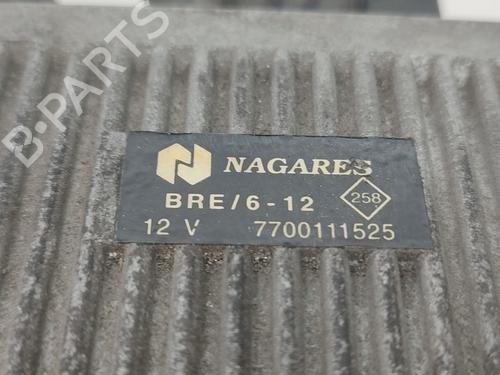 B-PARTS
NAGARES
BRE/6-12
258
12 V 7700111525